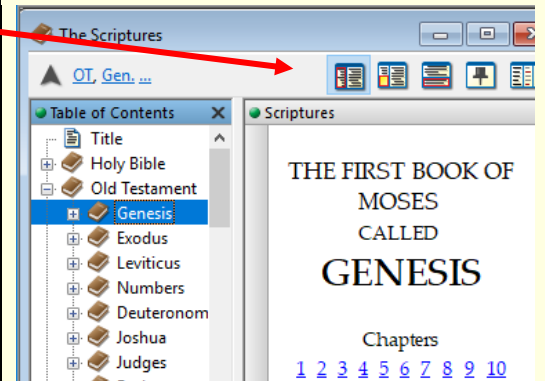 The Scriptures
OT, Gen. ...
Table of Contents
Scriptures
Title
Holy Bible
Old Testament
Genesis
Exodus
Leviticus
Numbers
Deuteronom
Joshua
Judges
THE FIRST BOOK OF
MOSES
CALLED
GENESIS
Chapters
1 2 3 4 5 6 7 8 9 10